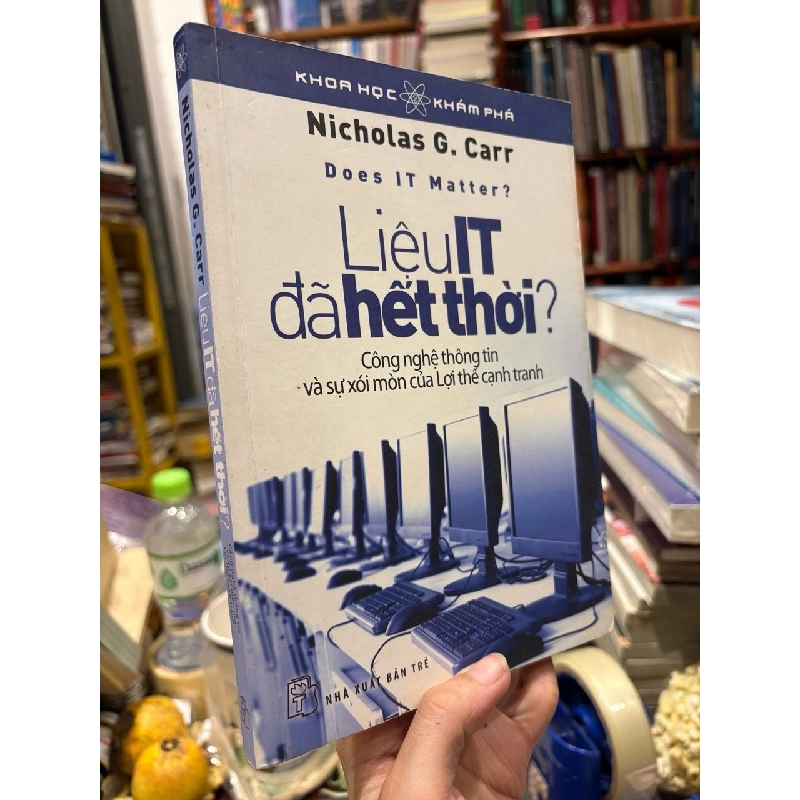 KHOA HỌC KHÁM PHÁ
Nicholas G. Carr
Does IT Matter?
Liệu IT
đã hết thời?
Công nghệ thông tin
và sự xói mòn của Lợi thế cạnh tranh
NHÀ XUẤT BẢN TRẺ
Nicholas G. Carr Liệu IT đã hết thời?